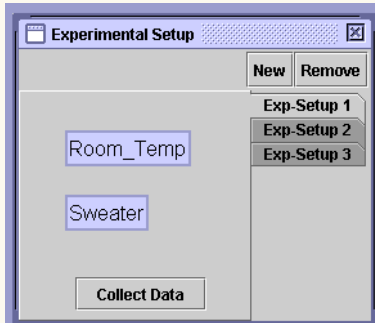 Experimental Setup
New Remove
Exp-Setup 1
Exp-Setup 2
Exp-Setup 3
Room_Temp
Sweater
Collect Data